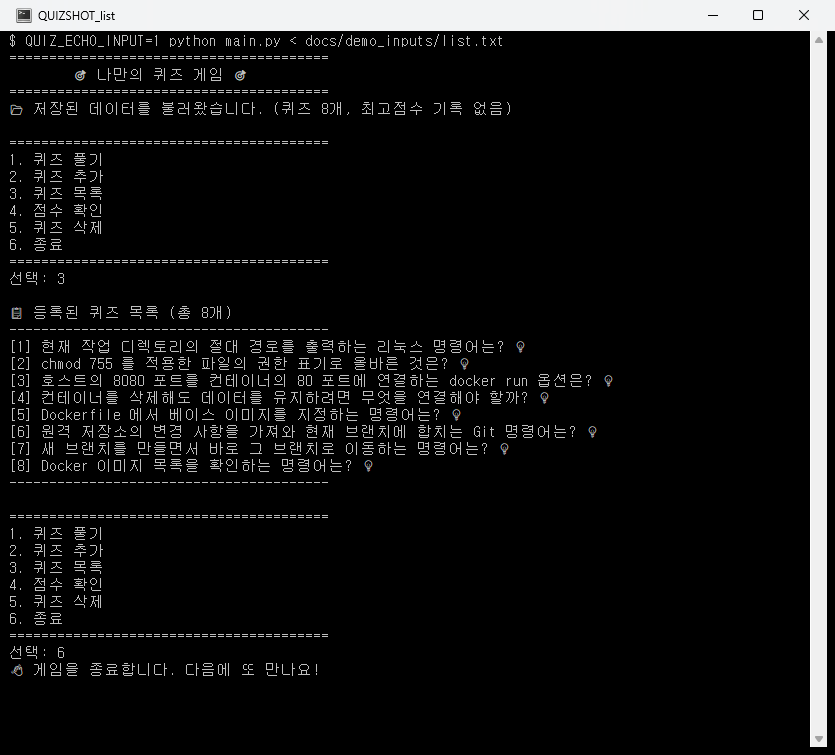 QUIZSHOT_list
$ QUIZ_ECHO_INPUT=1 python main.py < docs/demo_inputs/list.txt
========================================
🎯 나만의 퀴즈 게임 🎯
========================================
📂 저장된 데이터를 불러왔습니다. (퀴즈 8개, 최고점수 기록 없음)
========================================
1. 퀴즈 풀기
2. 퀴즈 추가
3. 퀴즈 목록
4. 점수 확인
5. 퀴즈 삭제
6. 종료
========================================
선택: 3
📋 등록된 퀴즈 목록 (총 8개)
----------------------------------------
[1] 현재 작업 디렉토리의 절대 경로를 출력하는 리눅스 명령어는? 💡
[2] chmod 755 를 적용한 파일의 권한 표기로 올바른 것은? 💡
[3] 호스트의 8080 포트를 컨테이너의 80 포트에 연결하는 docker run 옵션은? 💡
[4] 컨테이너를 삭제해도 데이터를 유지하려면 무엇을 연결해야 할까? 💡
[5] Dockerfile 에서 베이스 이미지를 지정하는 명령어는? 💡
[6] 원격 저장소의 변경 사항을 가져와 현재 브랜치에 합치는 Git 명령어는? 💡
[7] 새 브랜치를 만들면서 바로 그 브랜치로 이동하는 명령어는? 💡
[8] Docker 이미지 목록을 확인하는 명령어는? 💡
----------------------------------------
========================================
1. 퀴즈 풀기
2. 퀴즈 추가
3. 퀴즈 목록
4. 점수 확인
5. 퀴즈 삭제
6. 종료
========================================
선택: 6
👋 게임을 종료합니다. 다음에 또 만나요!